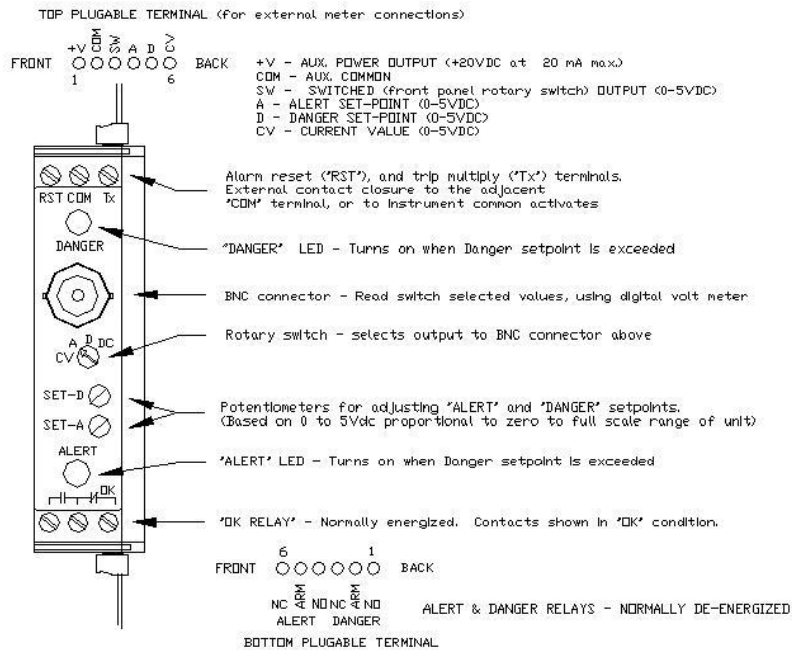 TOP PLUGABLE TERMINAL (for external meter connections)
FRONT +V COM SW A D CV BACK
1 6
+V - AUX. POWER OUTPUT (+20VDC at 20 mA max.)
COM - AUX. COMMON
SW - SWITCHED (front panel rotary switch) OUTPUT (0-5VDC)
A - ALERT SET-POINT (0-5VDC)
D - DANGER SET-POINT (0-5VDC)
CV - CURRENT VALUE (0-5VDC)
Alarm reset ("RST"), and trip multiply ("Tx") terminals.
External contact closure to the adjacent
"COM" terminal, or to instrument common activates
RST COM Tx
DANGER
"DANGER" LED - Turns on when Danger setpoint is exceeded
BNC connector - Read switch selected values, using digital volt meter
Rotary switch - selects output to BNC connector above
A D DC
CV
SET-D
SET-A
Potentiometers for adjusting "ALERT" and "DANGER" setpoints.
(Based on 0 to 5Vdc proportional to zero to full scale range of unit)
ALERT
"ALERT" LED - Turns on when Danger setpoint is exceeded
OK
"OK RELAY" - Normally energized. Contacts shown in "OK" condition.
6 1
FRONT BACK
NC ARM NO NC ARM NO
ALERT DANGER
ALERT & DANGER RELAYS - NORMALLY DE-ENERGIZED
BOTTOM PLUGABLE TERMINAL